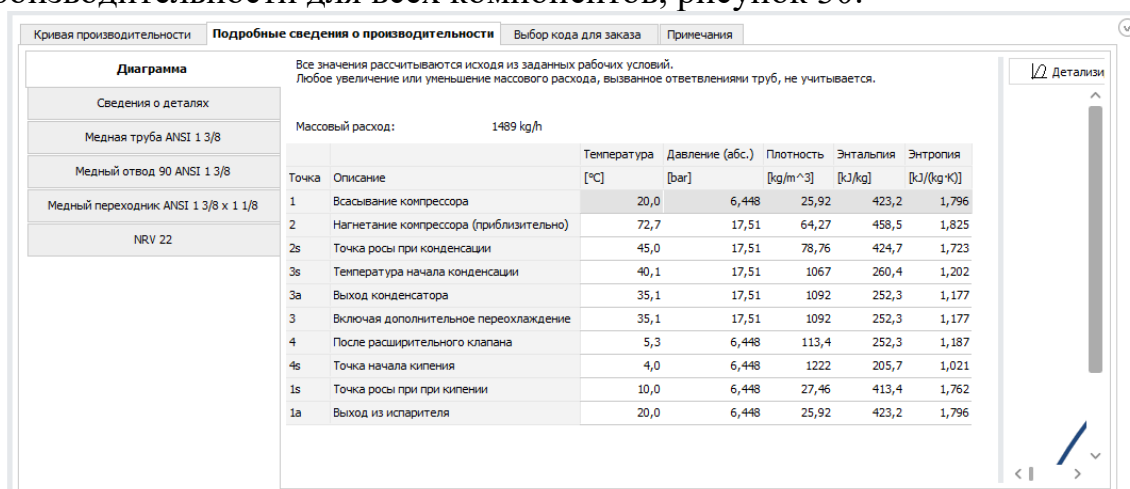 производительности для всех компонентов, рисунок 50.
Кривая производительности Подробные сведения о производительности Выбор кода для заказа Примечания
Диаграмма
Сведения о деталях
Медная труба ANSI 1 3/8
Медный отвод 90 ANSI 1 3/8
Медный переходник ANSI 1 3/8 x 1 1/8
NRV 22
Все значения рассчитываются исходя из заданных рабочих условий.
Любое увеличение или уменьшение массового расхода, вызванное ответвлениями труб, не учитывается.
Массовый расход: 1489 kg/h
Температура Давление (абс.) Плотность Энтальпия Энтропия
Точка Описание [°C] [bar] [kg/m^3] [kJ/kg] [kJ/(kg·K)]
1 Всасывание компрессора 20,0 6,448 25,92 423,2 1,796
2 Нагнетание компрессора (приблизительно) 72,7 17,51 64,27 458,5 1,825
2s Точка росы при конденсации 45,0 17,51 78,76 424,7 1,723
3s Температура начала конденсации 40,1 17,51 1067 260,4 1,202
3a Выход конденсатора 35,1 17,51 1092 252,3 1,177
3 Включая дополнительное переохлаждение 35,1 17,51 1092 252,3 1,177
4 После расширительного клапана 5,3 6,448 113,4 252,3 1,187
4s Точка начала кипения 4,0 6,448 1222 205,7 1,021
1s Точка росы при при кипении 10,0 6,448 27,46 413,4 1,762
1a Выход из испарителя 20,0 6,448 25,92 423,2 1,796
Детализи